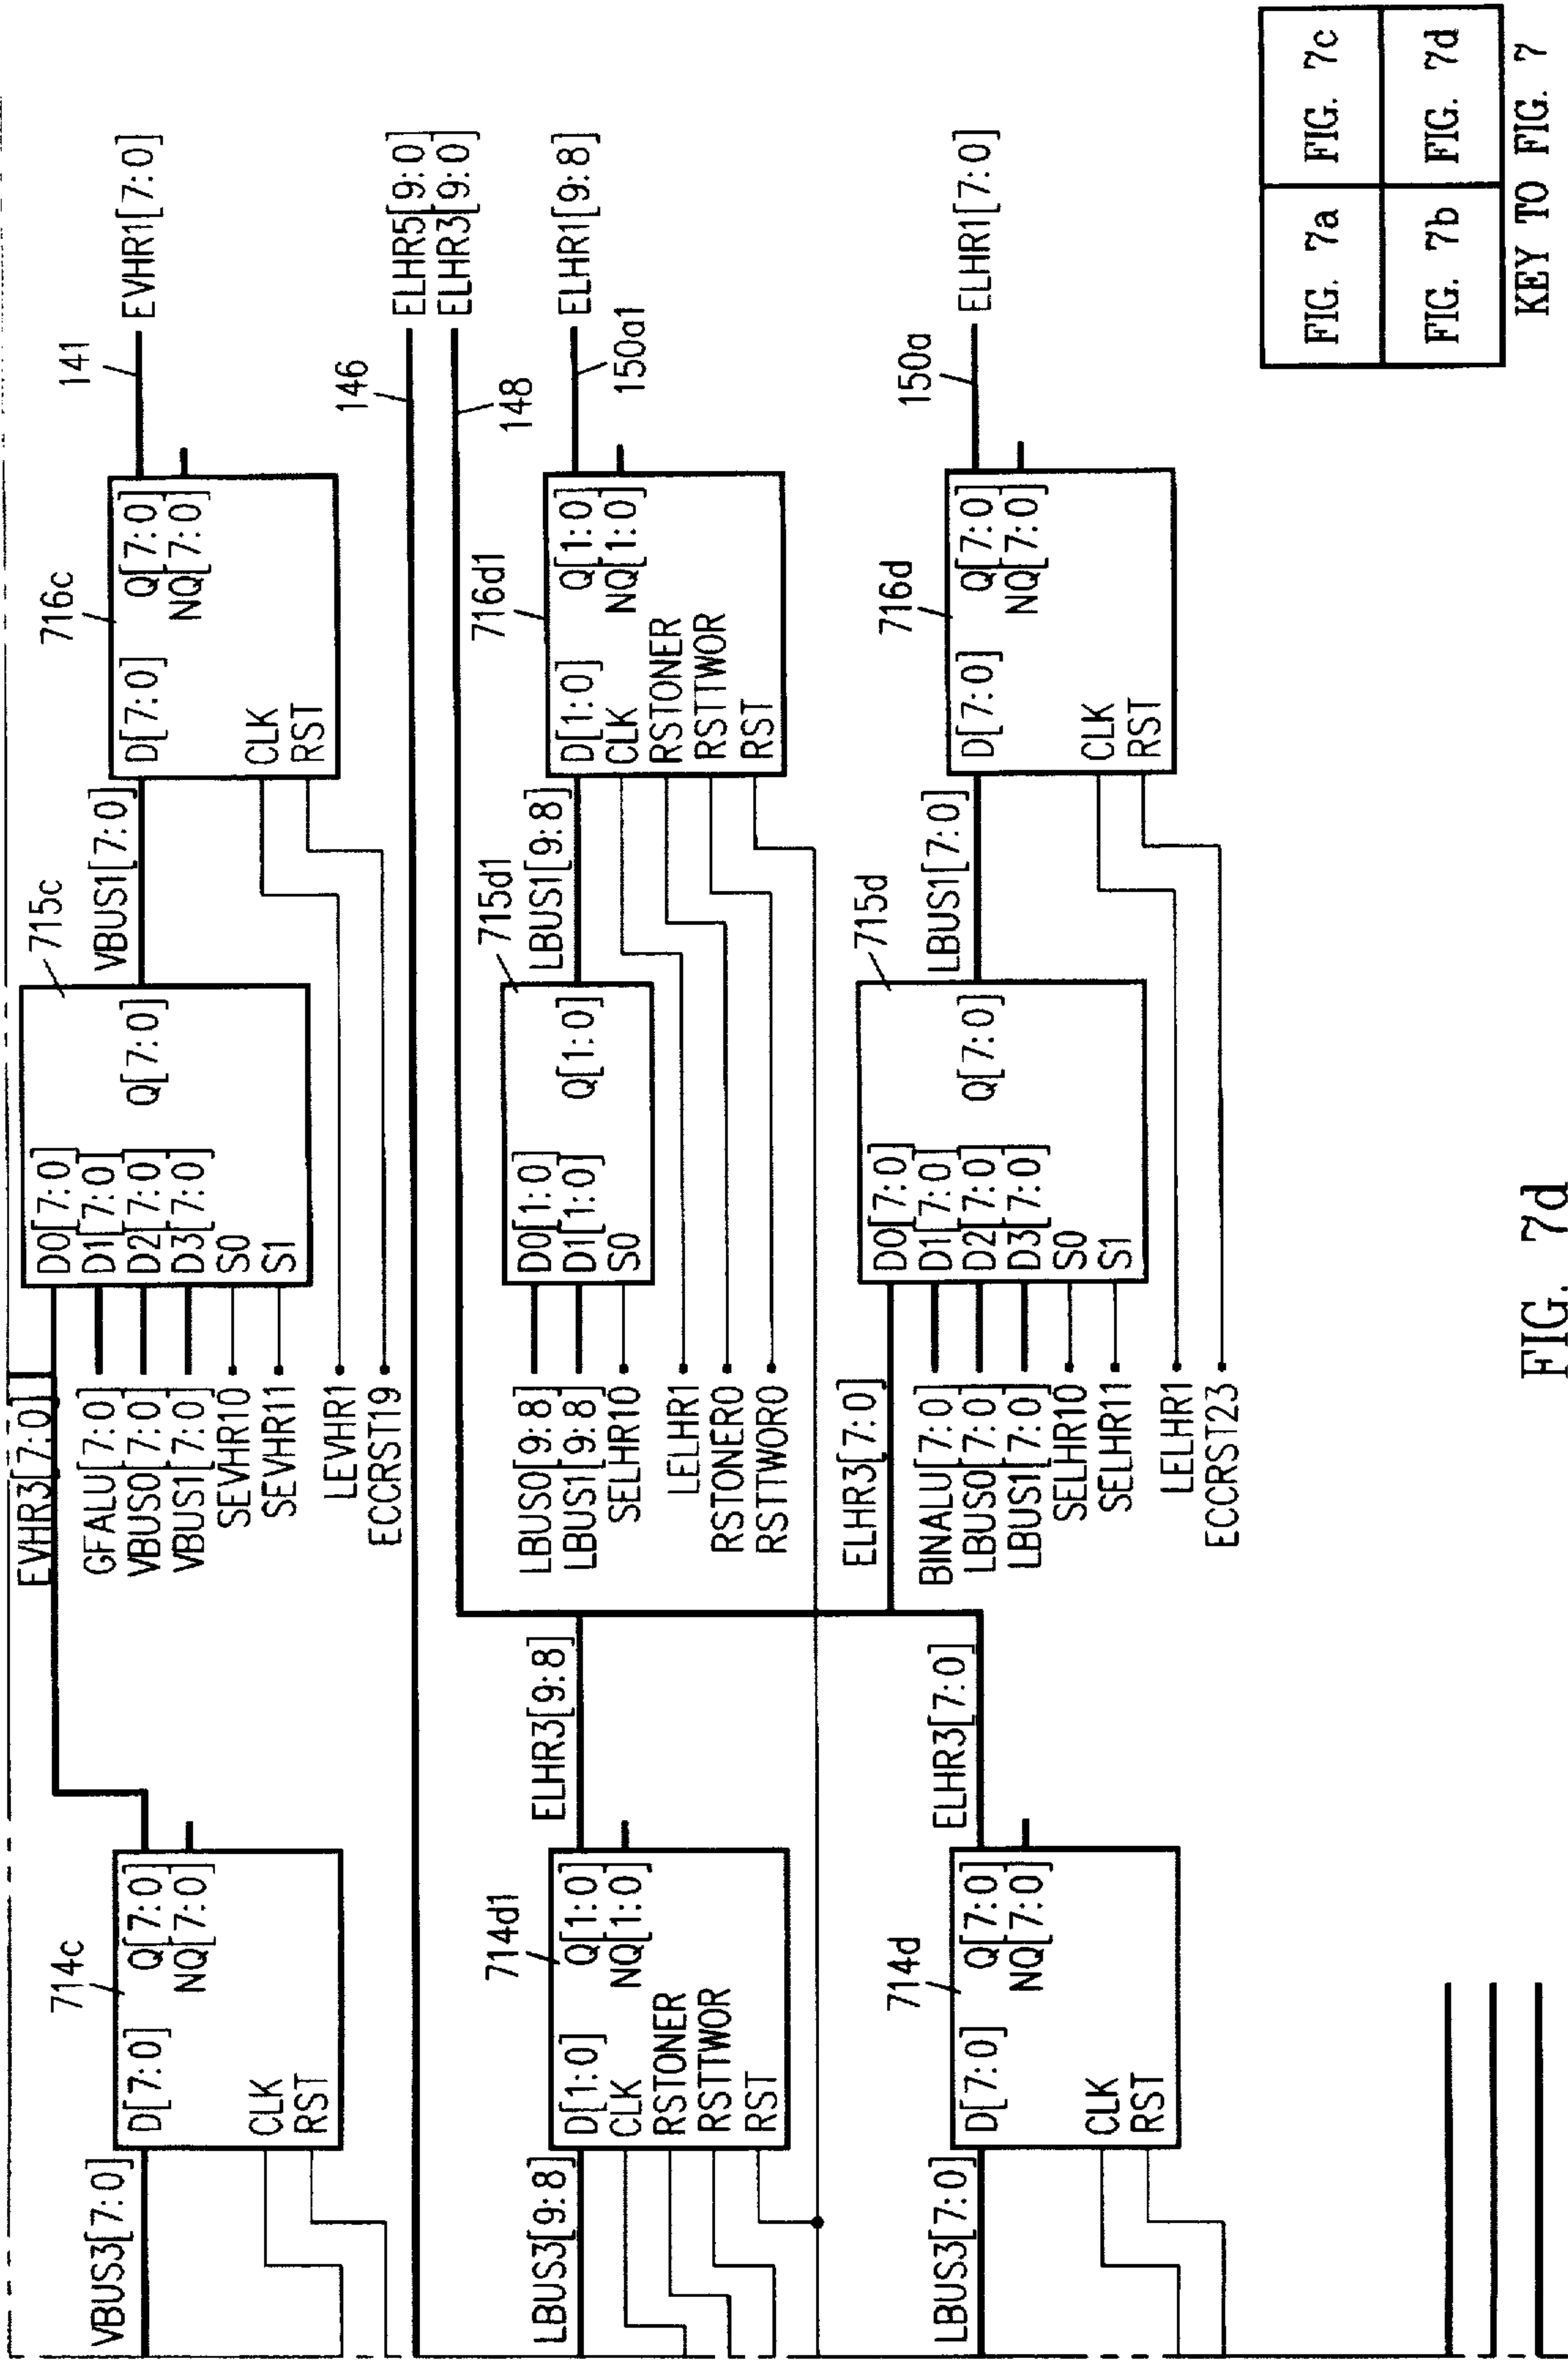 VBUS3[7:0]
714c
D[7:0]
Q[7:0]
NQ[7:0]
CLK
RST
EVHR3[7:0]
GFALU[7:0]
VBUS0[7:0]
VBUS1[7:0]
SEVHR10
SEVHR11
LEVHR1
ECCRST19
D0[7:0]
D1[7:0]
D2[7:0]
D3[7:0]
S0
S1
Q[7:0]
715c
VBUS1[7:0]
716c
D[7:0]
Q[7:0]
NQ[7:0]
CLK
RST
141
EVHR1[7:0]
146
ELHR5[9:0]
148
ELHR3[9:0]
LBUS3[9:8]
714d1
D[1:0]
Q[1:0]
NQ[1:0]
CLK
RSTONER
RSTTWOR
RST
ELHR3[9:8]
LBUS0[9:8]
LBUS1[9:8]
SELHR10
LELHR1
RSTONER0
RSTTWOR0
D0[1:0]
D1[1:0]
S0
Q[1:0]
715d1
LBUS1[9:8]
716d1
D[1:0]
Q[1:0]
NQ[1:0]
CLK
RSTONER
RSTTWOR
RST
150a1
ELHR1[9:8]
LBUS3[7:0]
714d
D[7:0]
Q[7:0]
NQ[7:0]
CLK
RST
ELHR3[7:0]
ELHR3[7:0]
BINALU[7:0]
LBUS0[7:0]
LBUS1[7:0]
SELHR10
SELHR11
LELHR1
ECCRST23
D0[7:0]
D1[7:0]
D2[7:0]
D3[7:0]
S0
S1
Q[7:0]
715d
LBUS1[7:0]
716d
D[7:0]
Q[7:0]
NQ[7:0]
CLK
RST
150a
ELHR1[7:0]
FIG. 7a FIG. 7c
FIG. 7b FIG. 7d
KEY TO FIG. 7
FIG. 7d